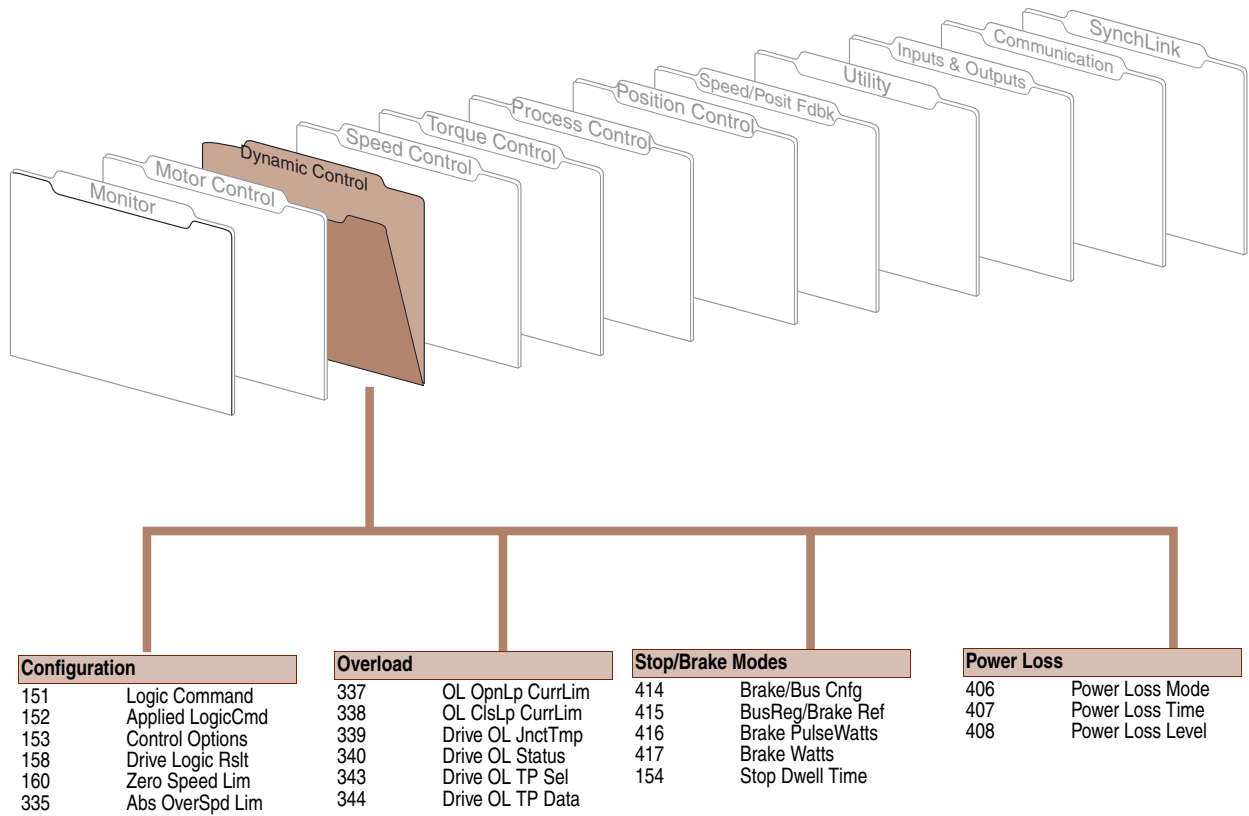 SynchLink
Communication
Inputs & Outputs
Utility
Speed/Posit Fdbk
Position Control
Process Control
Torque Control
Speed Control
Dynamic Control
Motor Control
Monitor
Configuration
151 Logic Command
152 Applied LogicCmd
153 Control Options
158 Drive Logic Rslt
160 Zero Speed Lim
335 Abs OverSpd Lim
Overload
337 OL OpnLp CurrLim
338 OL ClsLp CurrLim
339 Drive OL JnctTmp
340 Drive OL Status
343 Drive OL TP Sel
344 Drive OL TP Data
Stop/Brake Modes
414 Brake/Bus Cnfg
415 BusReg/Brake Ref
416 Brake PulseWatts
417 Brake Watts
154 Stop Dwell Time
Power Loss
406 Power Loss Mode
407 Power Loss Time
408 Power Loss Level